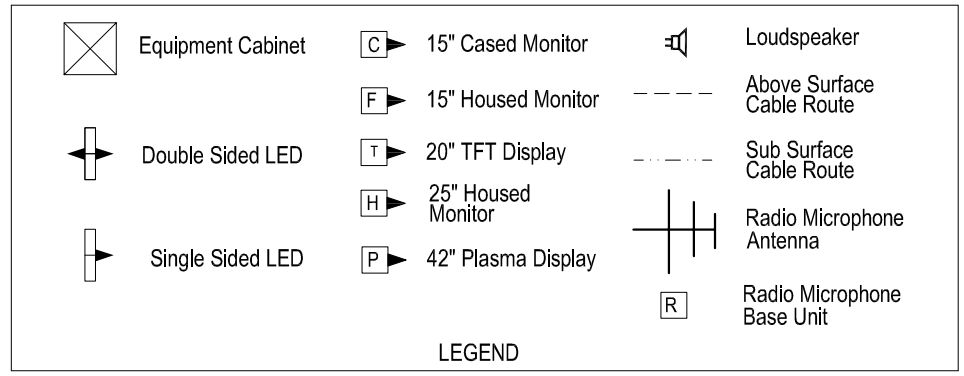 Equipment Cabinet
Double Sided LED
Single Sided LED
C 15" Cased Monitor
F 15" Housed Monitor
T 20" TFT Display
H 25" Housed
Monitor
P 42" Plasma Display
Loudspeaker
Above Surface
Cable Route
Sub Surface
Cable Route
Radio Microphone
Antenna
R Radio Microphone
Base Unit
LEGEND